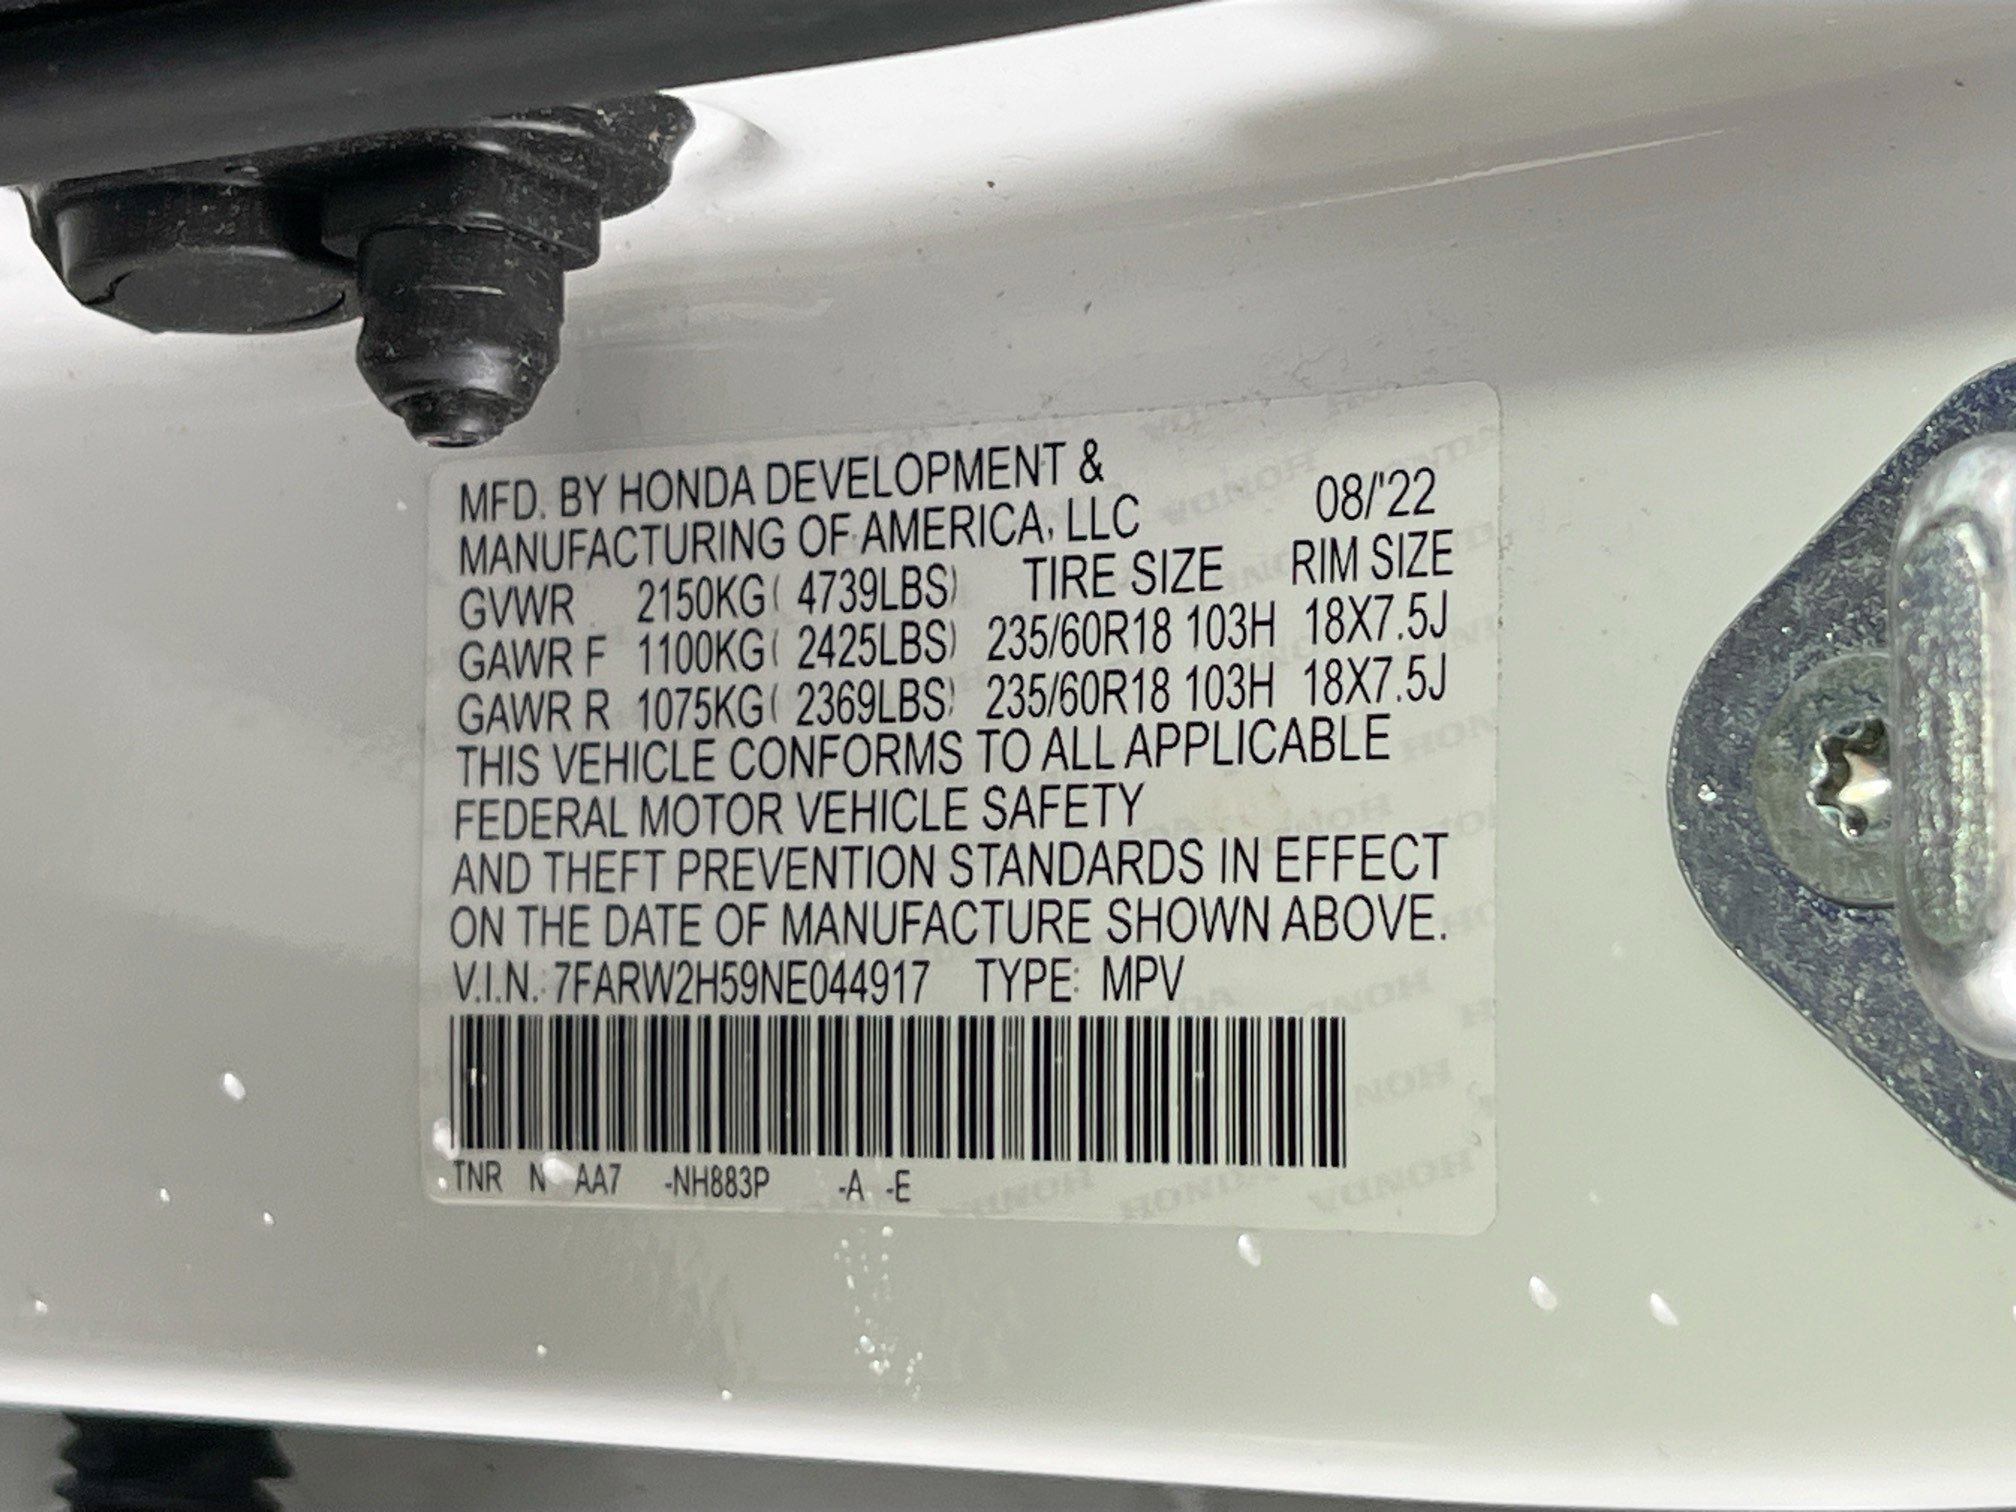 MFD. BY HONDA DEVELOPMENT &
MANUFACTURING OF AMERICA, LLC 08/'22
TIRE SIZE RIM SIZE
GVWR 2150KG( 4739LBS)
GAWR F 1100KG( 2425LBS) 235/60R18 103H 18X7.5J
GAWR R 1075KG( 2369LBS) 235/60R18 103H 18X7.5J
THIS VEHICLE CONFORMS TO ALL APPLICABLE
FEDERAL MOTOR VEHICLE SAFETY
AND THEFT PREVENTION STANDARDS IN EFFECT
ON THE DATE OF MANUFACTURE SHOWN ABOVE.
V.I.N.: 7FARW2H59NE044917 TYPE: MPV
TNR N AA7 -NH883P -A -E